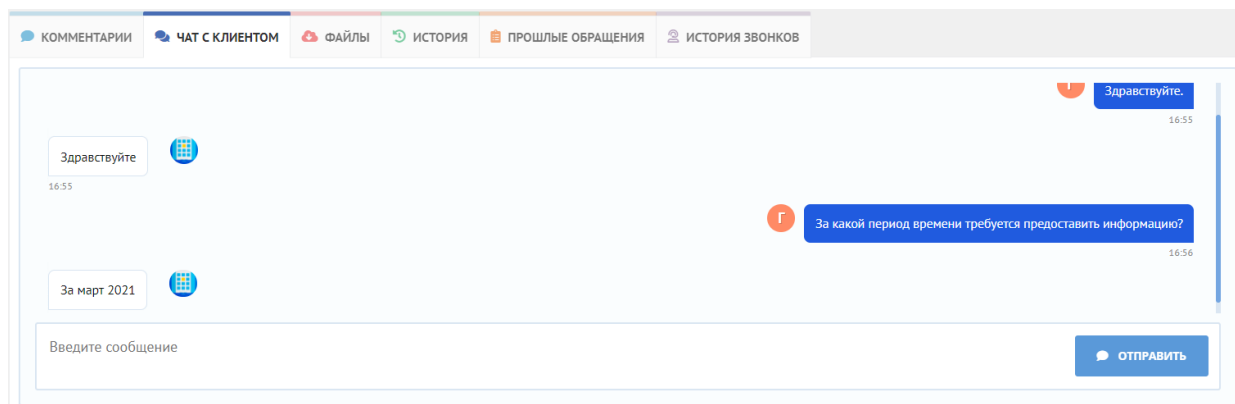 КОММЕНТАРИИ
ЧАТ С КЛИЕНТОМ
ФАЙЛЫ
ИСТОРИЯ
ПРОШЛЫЕ ОБРАЩЕНИЯ
ИСТОРИЯ ЗВОНКОВ
Г
Здравствуйте.
16:55
Здравствуйте
16:55
Г
За какой период времени требуется предоставить информацию?
16:56
За март 2021
Введите сообщение
ОТПРАВИТЬ